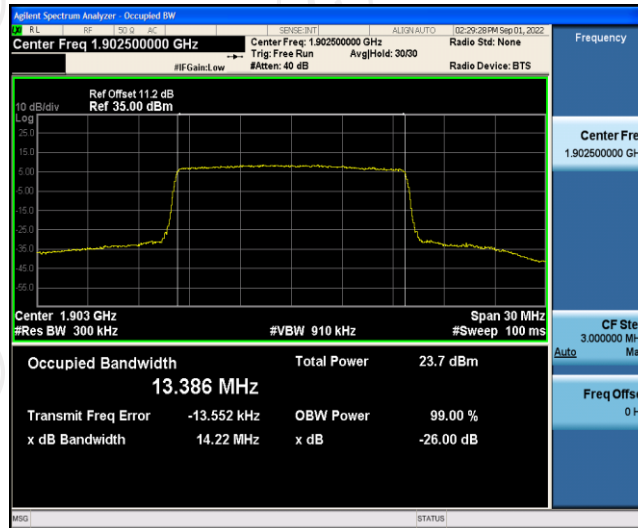 Agilent Spectrum Analyzer - Occupied BW
RL RF 50 Ω AC SENSE:INT ALIGN AUTO 02:29:28 PM Sep 01, 2022
Center Freq 1.902500000 GHz
Center Freq: 1.902500000 GHz
Radio Std: None
Trig: Free Run Avg|Hold: 30/30
#IFGain:Low #Atten: 40 dB
Radio Device: BTS
Ref Offset 11.2 dB
10 dB/div Ref 35.00 dBm
Log
25.0
15.0
5.00
-5.00
-15.0
-25.0
-35.0
-45.0
-55.0
Center 1.903 GHz Span 30 MHz
#Res BW 300 kHz #VBW 910 kHz #Sweep 100 ms
Occupied Bandwidth Total Power 23.7 dBm
13.386 MHz
Transmit Freq Error -13.552 kHz OBW Power 99.00 %
x dB Bandwidth 14.22 MHz x dB -26.00 dB
MSG STATUS
Frequency
Center Fre
1.902500000 GH
CF Ste
3.000000 MH
Auto Ma
Freq Offse
0 H